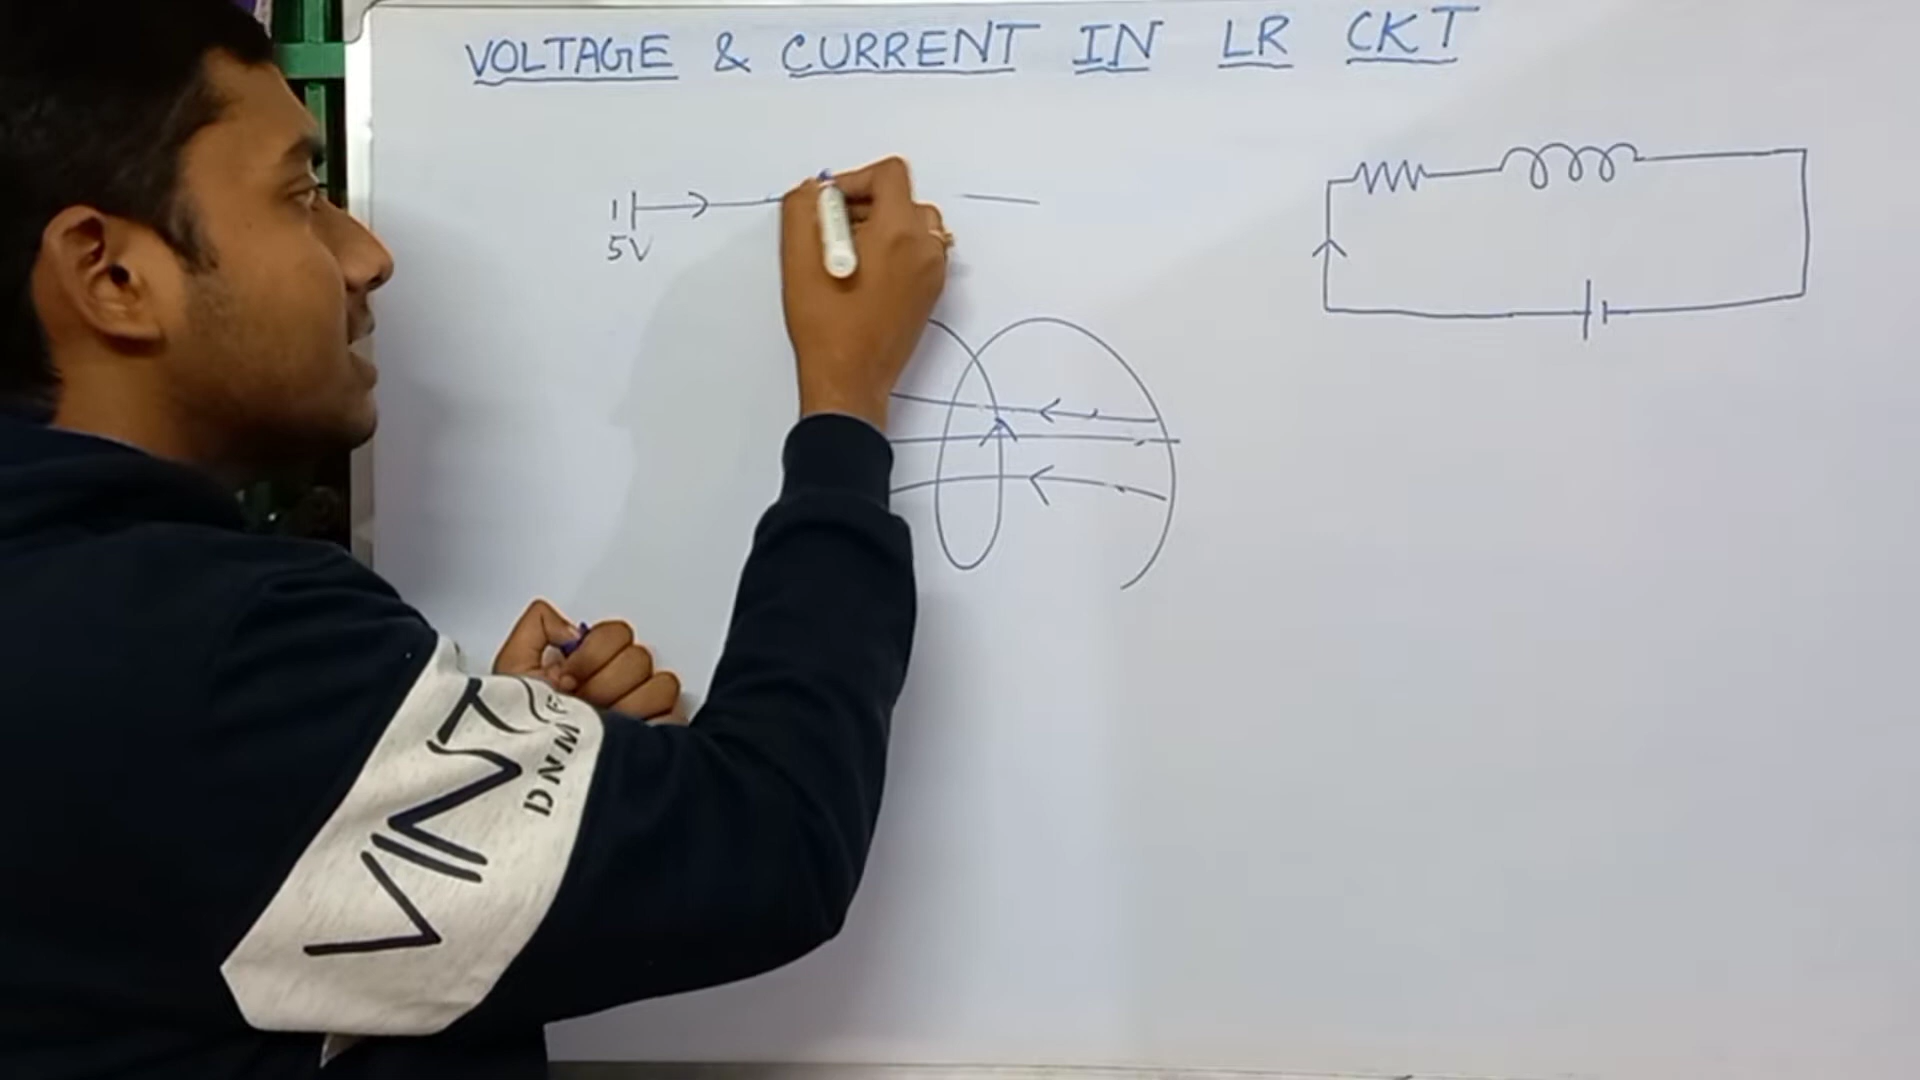 VOLTAGE & CURRENT IN LR CKT
5V
VINT
DNM